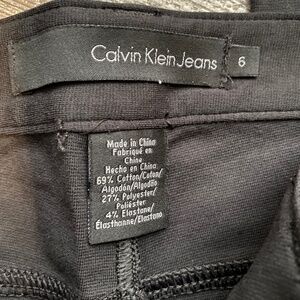 Calvin Klein Jeans 6
Made in China
Fabriqué en
Chine
Hecho en China
69% Cotton/Coton/
Algodón/Algodão
27% Polyester/
Poliéster
4% Elastane/
Élasthanne/Elastano